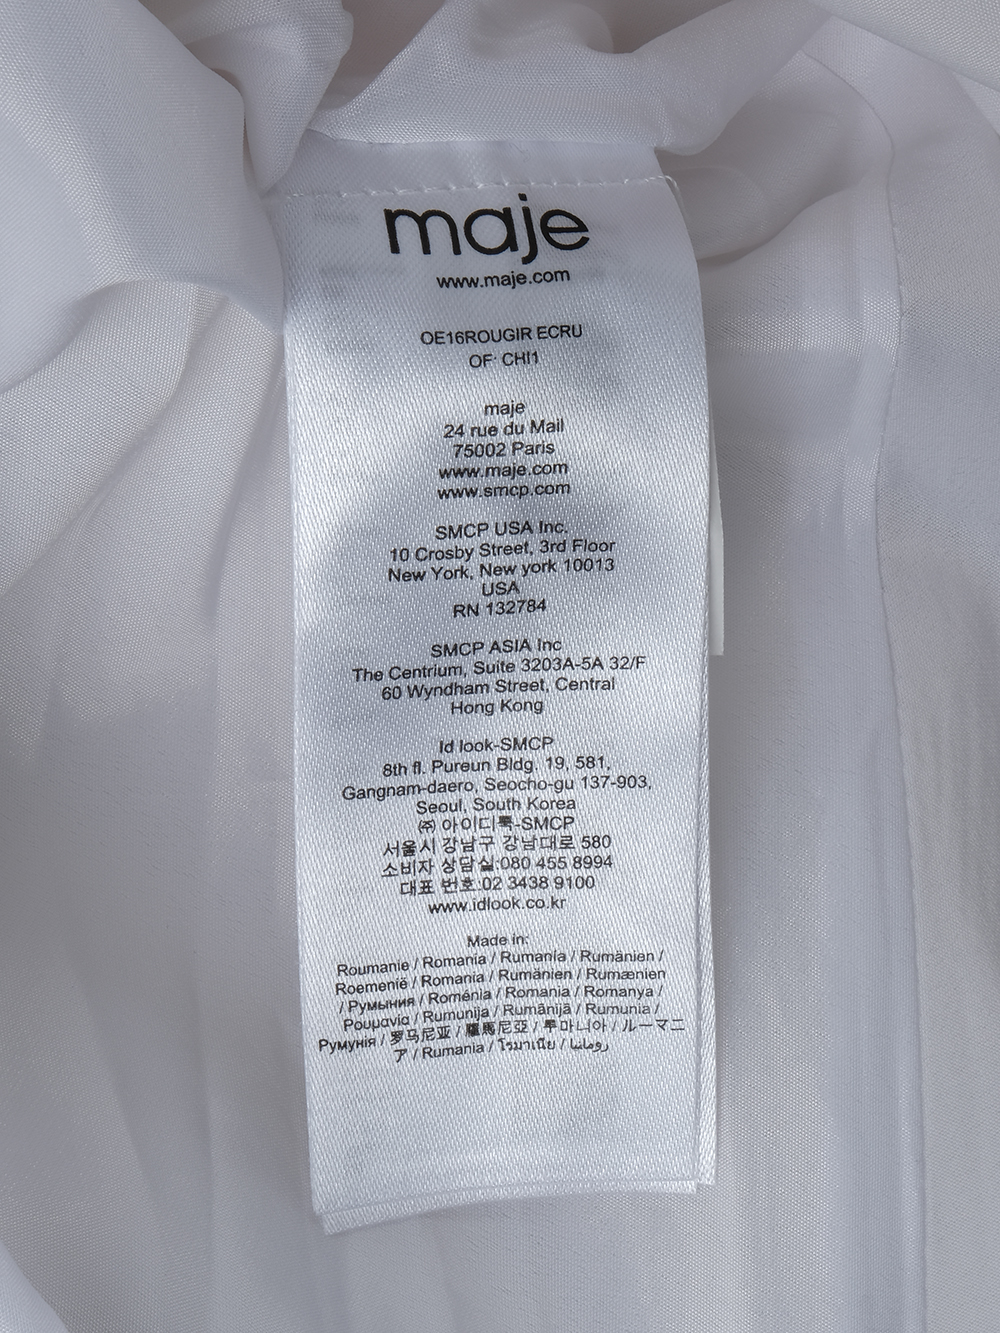 maje
www.maje.com
OE16ROUGIR ECRU
OF: CHI1
maje
24 rue du Mail
75002 Paris
www.maje.com
www.smcp.com
SMCP USA Inc.
10 Crosby Street, 3rd Floor
New York, New york 10013
USA
RN 132784
SMCP ASIA Inc
The Centrium, Suite 3203A-5A 32/F
60 Wyndham Street, Central
Hong Kong
Id look-SMCP
8th fl. Pureun Bldg. 19, 581,
Gangnam-daero, Seocho-gu 137-903,
Seoul, South Korea
㈜ 아이디룩-SMCP
서울시 강남구 강남대로 580
소비자 상담실:080 455 8994
대표 번호:02 3438 9100
www.idlook.co.kr
Made in:
Roumanie / Romania / Rumania / Rumänien /
Roemenië / Romania / Rumänien / Rumænien
/ Румыния / Roménia / Romania / Romanya /
Ρουμανία / Rumunija / Rumānijā / Rumunia /
Румунія / 罗马尼亚 / 羅馬尼亞 / 루마니아 / ルーマニ
ア / Rumania / โรมาเนีย / رومانيا